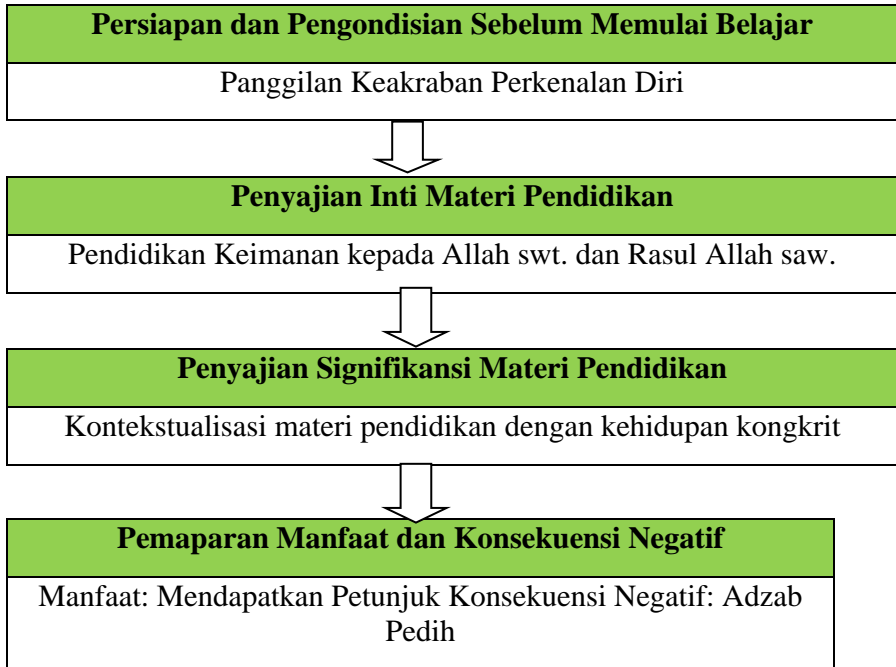 Persiapan dan Pengondisian Sebelum Memulai Belajar
Panggilan Keakraban Perkenalan Diri
Penyajian Inti Materi Pendidikan
Pendidikan Keimanan kepada Allah swt. dan Rasul Allah saw.
Penyajian Signifikansi Materi Pendidikan
Kontekstualisasi materi pendidikan dengan kehidupan kongkrit
Pemaparan Manfaat dan Konsekuensi Negatif
Manfaat: Mendapatkan Petunjuk Konsekuensi Negatif: Adzab
Pedih